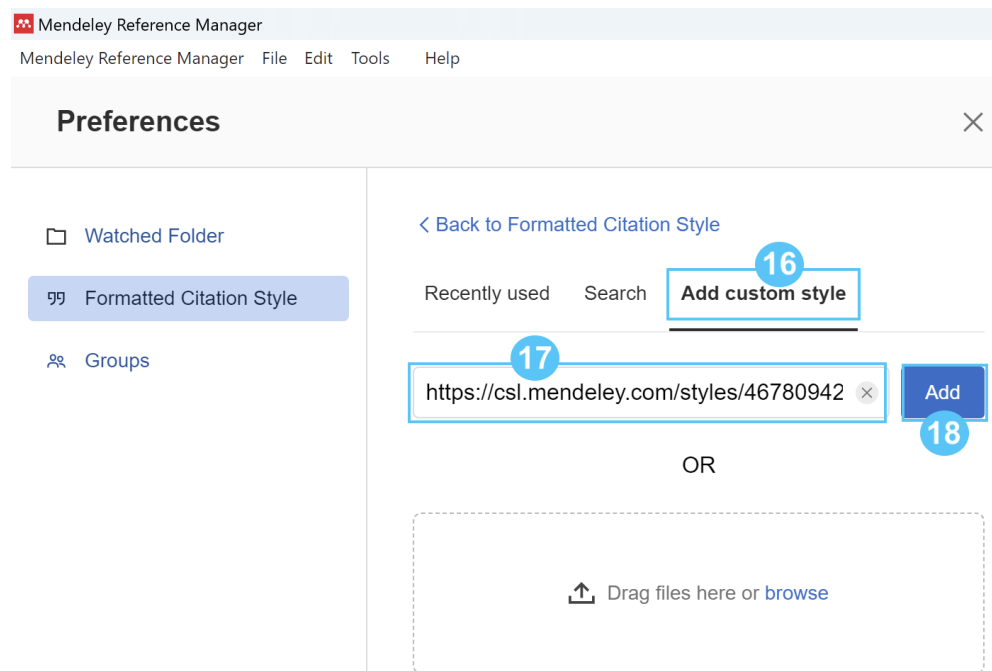 Mendeley Reference Manager
Mendeley Reference Manager File Edit Tools Help
Preferences
Watched Folder
Formatted Citation Style
Groups
Back to Formatted Citation Style
16
Recently used Search Add custom style
17
https://csl.mendeley.com/styles/46780942
Add
18
OR
Drag files here or browse